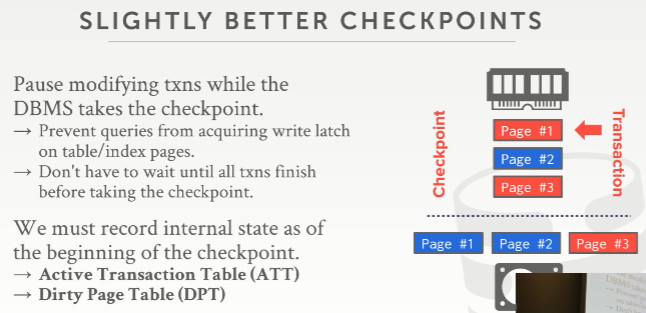 SLIGHTLY BETTER CHECKPOINTS
Pause modifying txns while the
DBMS takes the checkpoint.
→ Prevent queries from acquiring write latch
on table/index pages.
→ Don't have to wait until all txns finish
before taking the checkpoint.
We must record internal state as of
the beginning of the checkpoint.
→ Active Transaction Table (ATT)
→ Dirty Page Table (DPT)
Checkpoint
Page #1
Page #2
Page #3
Transaction
Page #1 Page #2 Page #3